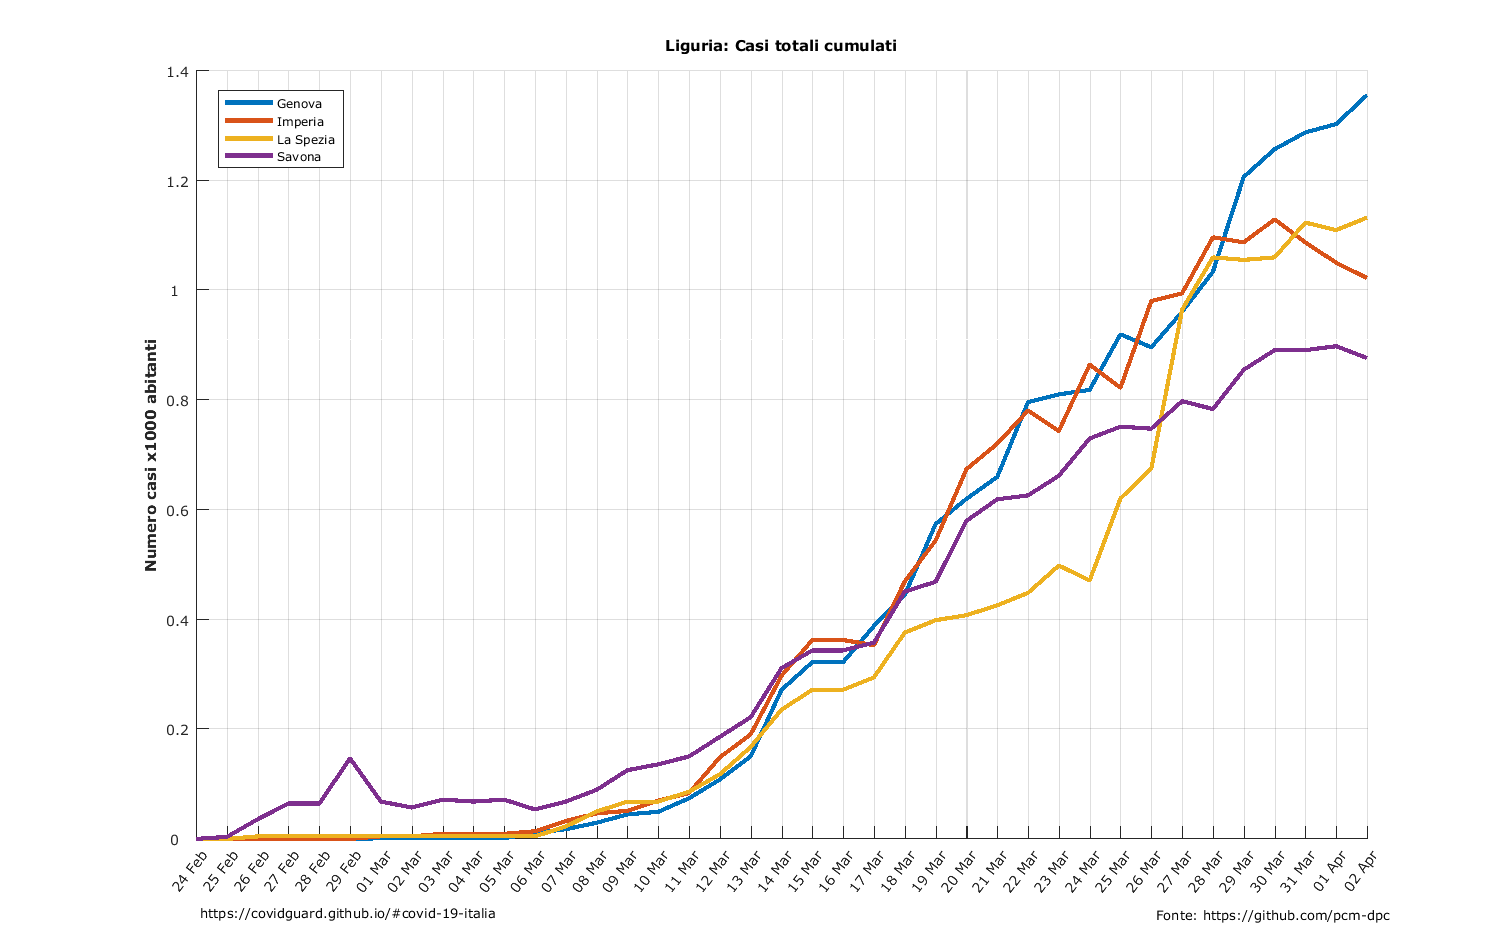 Liguria: Casi totali cumulati
1.4
1.2
1
0.8
0.6
0.4
0.2
0
Numero casi x1000 abitanti
Genova
Imperia
La Spezia
Savona
24 Feb
25 Feb
26 Feb
27 Feb
28 Feb
29 Feb
01 Mar
02 Mar
03 Mar
04 Mar
05 Mar
06 Mar
07 Mar
08 Mar
09 Mar
10 Mar
11 Mar
12 Mar
13 Mar
14 Mar
15 Mar
16 Mar
17 Mar
18 Mar
19 Mar
20 Mar
21 Mar
22 Mar
23 Mar
24 Mar
25 Mar
26 Mar
27 Mar
28 Mar
29 Mar
30 Mar
31 Mar
01 Apr
02 Apr
https://covidguard.github.io/#covid-19-italia
Fonte: https://github.com/pcm-dpc